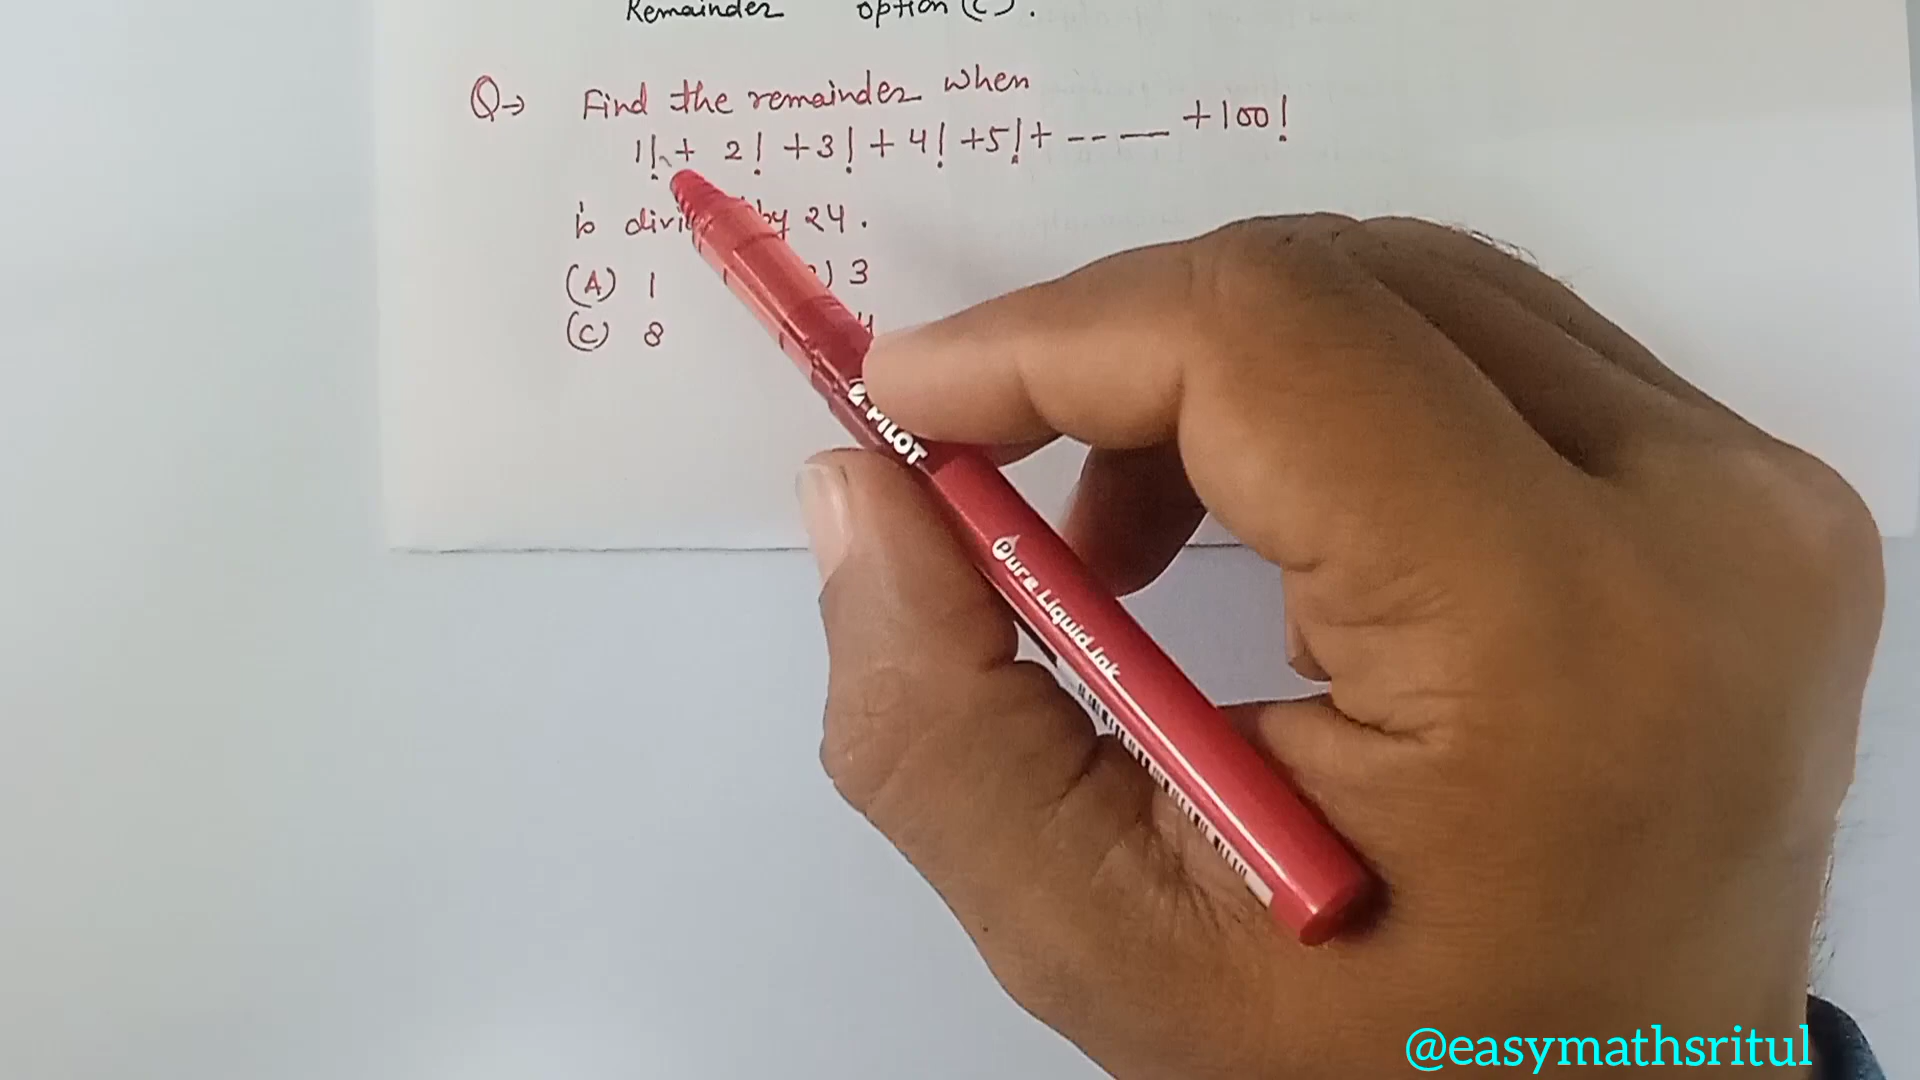 Remainder option (C).
Q→ Find the remainder when
1! + 2! + 3! + 4! + 5! + ----- + 100!
is by 24.
(A) 1 3
(C) 8
PILOT
Pure Liquid Ink
@easymathsritul